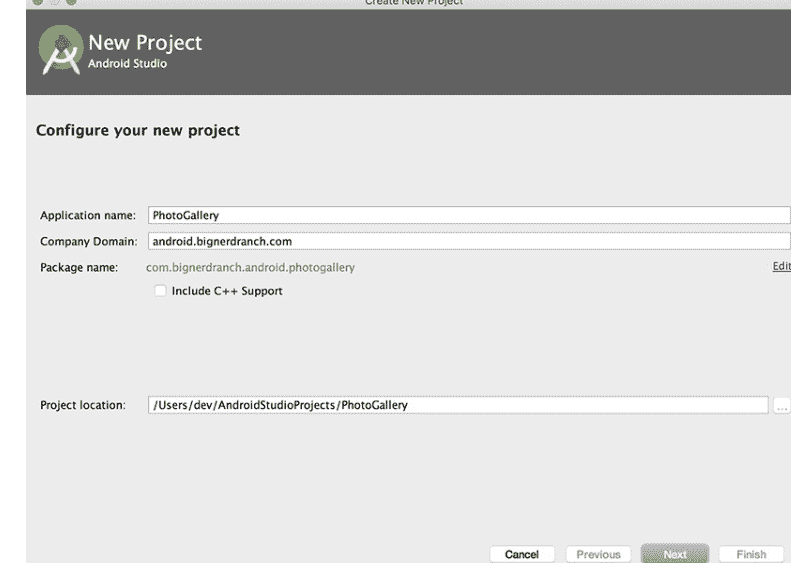 Create New Project
New Project
Android Studio
Configure your new project
Application name: PhotoGallery
Company Domain: android.bignerdranch.com
Package name: com.bignerdranch.android.photogallery Edit
Include C++ Support
Project location: /Users/dev/AndroidStudioProjects/PhotoGallery ...
Cancel Previous Next Finish